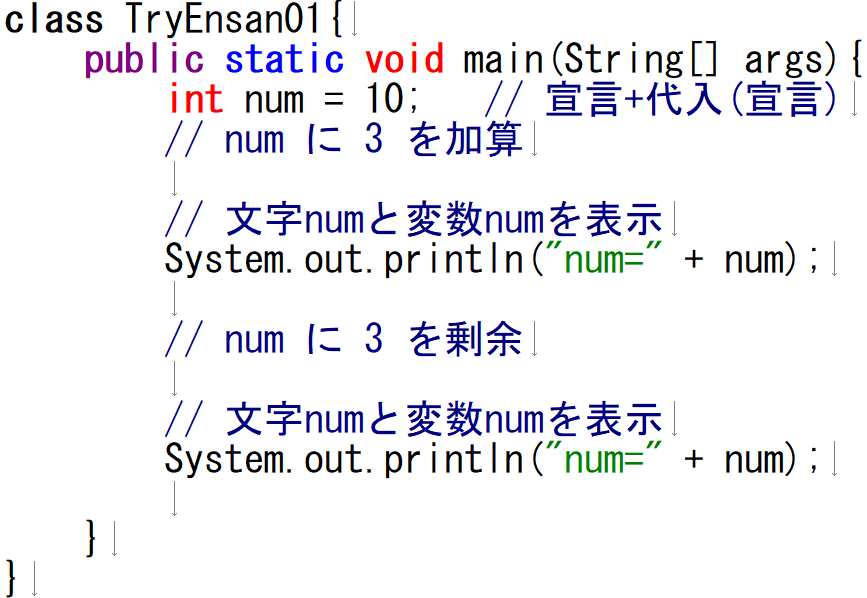 class TryEnsan01{
public static void main(String[] args){
int num = 10;   // 宣言+代入(宣言)
// num に 3 を加算
// 文字numと変数numを表示
System.out.println("num=" + num);
// num に 3 を剰余
// 文字numと変数numを表示
System.out.println("num=" + num);
}
}